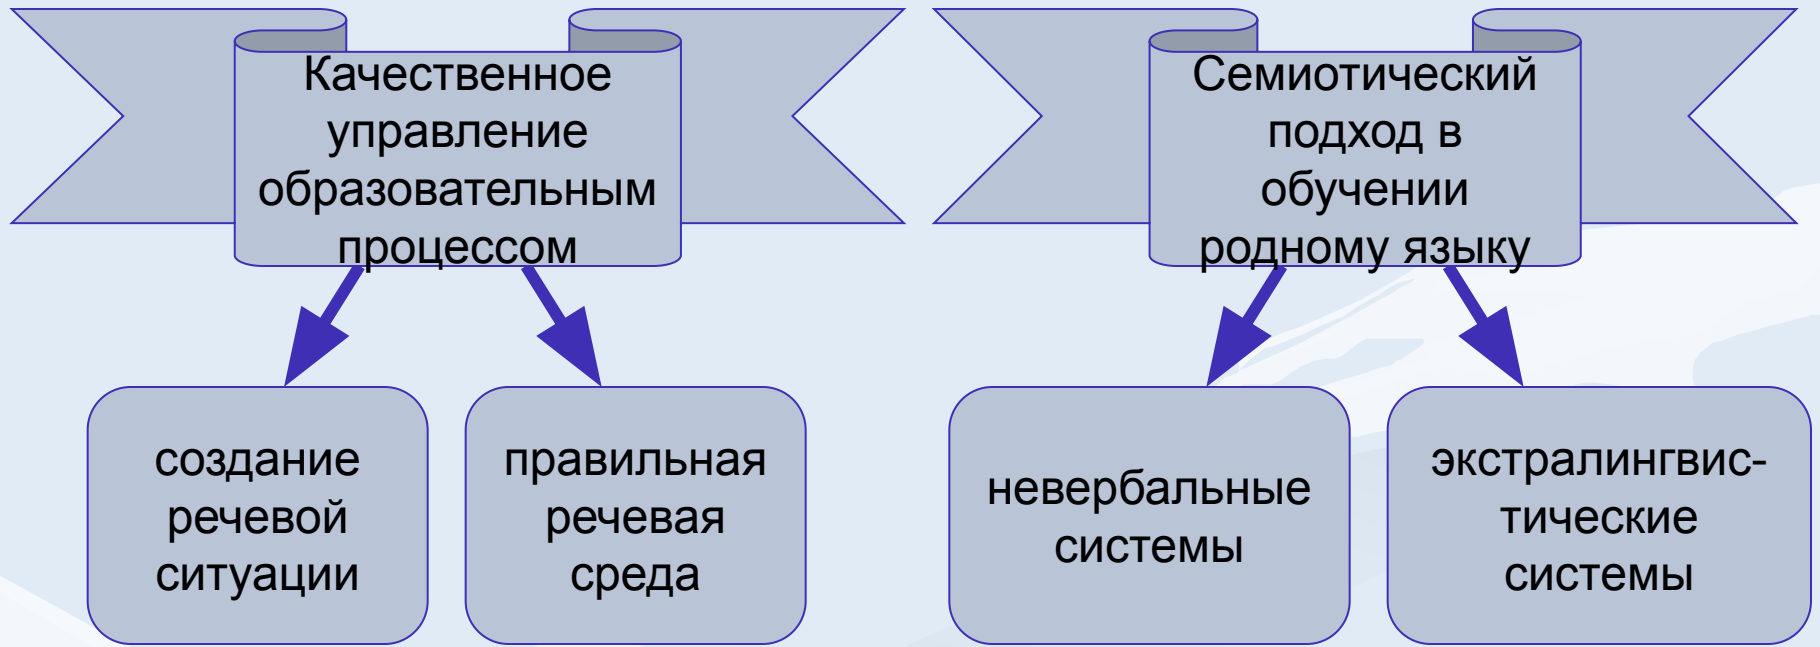 Качественное
управление
образовательным
процессом
Семиотический
подход в
обучении
родному языку
создание
речевой
ситуации
правильная
речевая
среда
невербальные
системы
экстралингвис-
тические
системы